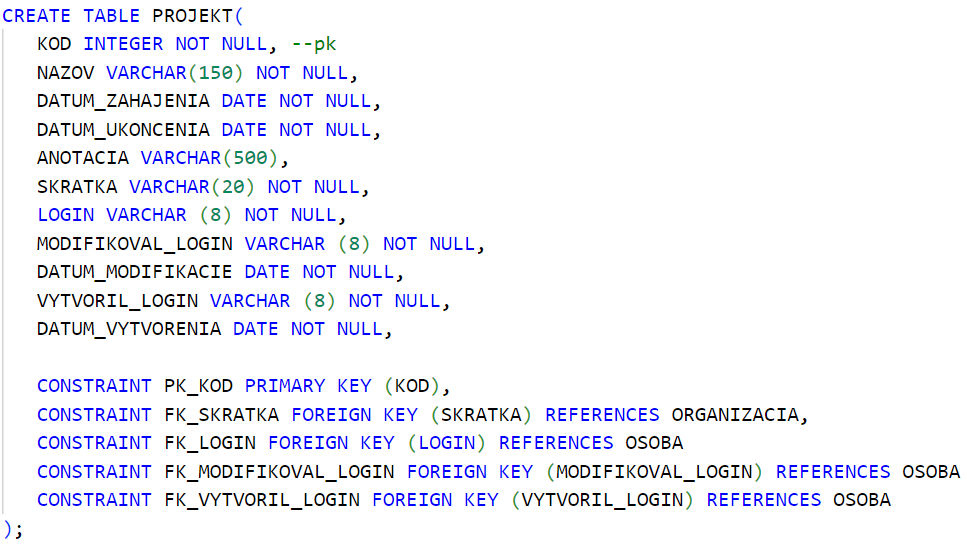 CREATE TABLE PROJEKT(
KOD INTEGER NOT NULL, --pk
NAZOV VARCHAR(150) NOT NULL,
DATUM_ZAHAJENIA DATE NOT NULL,
DATUM_UKONCENIA DATE NOT NULL,
ANOTACIA VARCHAR(500),
SKRATKA VARCHAR(20) NOT NULL,
LOGIN VARCHAR (8) NOT NULL,
MODIFIKOVAL_LOGIN VARCHAR (8) NOT NULL,
DATUM_MODIFIKACIE DATE NOT NULL,
VYTVORIL_LOGIN VARCHAR (8) NOT NULL,
DATUM_VYTVORENIA DATE NOT NULL,
CONSTRAINT PK_KOD PRIMARY KEY (KOD),
CONSTRAINT FK_SKRATKA FOREIGN KEY (SKRATKA) REFERENCES ORGANIZACIA,
CONSTRAINT FK_LOGIN FOREIGN KEY (LOGIN) REFERENCES OSOBA
CONSTRAINT FK_MODIFIKOVAL_LOGIN FOREIGN KEY (MODIFIKOVAL_LOGIN) REFERENCES OSOBA
CONSTRAINT FK_VYTVORIL_LOGIN FOREIGN KEY (VYTVORIL_LOGIN) REFERENCES OSOBA
);